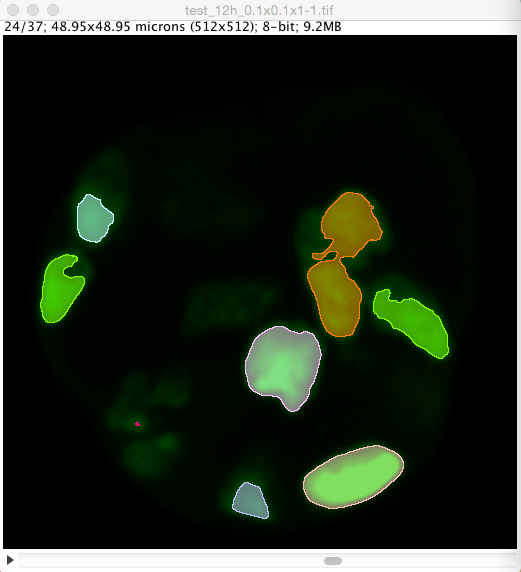 test_12h_0.1x0.1x1-1.tif
24/37; 48.95x48.95 microns (512x512); 8-bit; 9.2MB